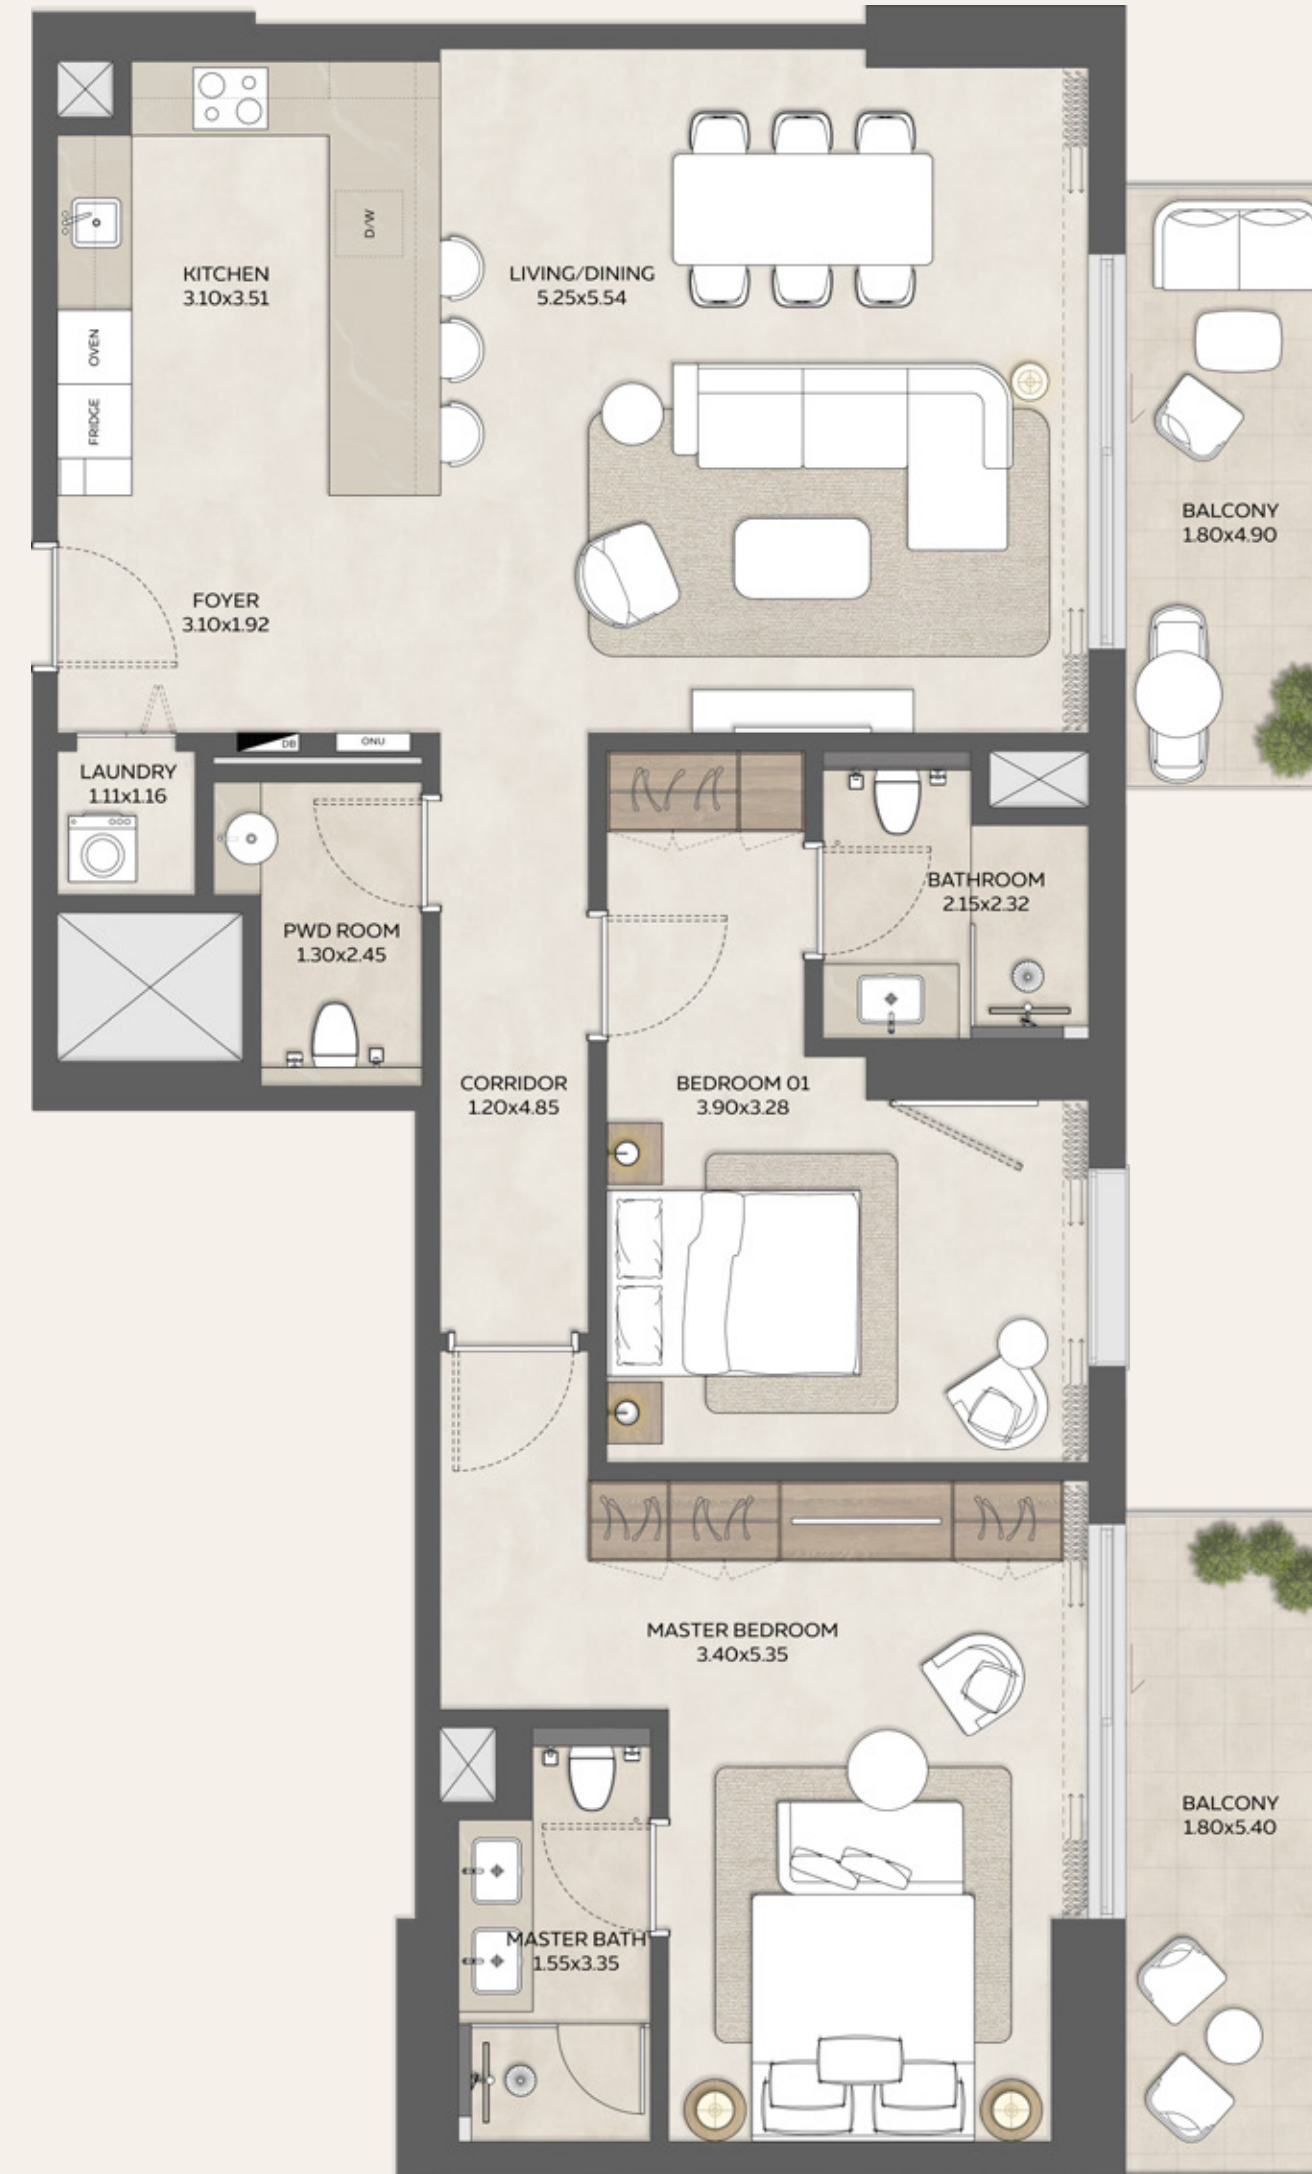 D/W
KITCHEN
3.10x3.51
LIVING/DINING
5.25x5.54
OVEN
FRIDGE
BALCONY
1.80x4.90
FOYER
3.10x1.92
DB
ONU
LAUNDRY
1.11x1.16
BATHROOM
2.15x2.32
PWD ROOM
1.30x2.45
CORRIDOR
1.20x4.85
BEDROOM 01
3.90x3.28
MASTER BEDROOM
3.40x5.35
BALCONY
1.80x5.40
MASTER BATH
1.55x3.35